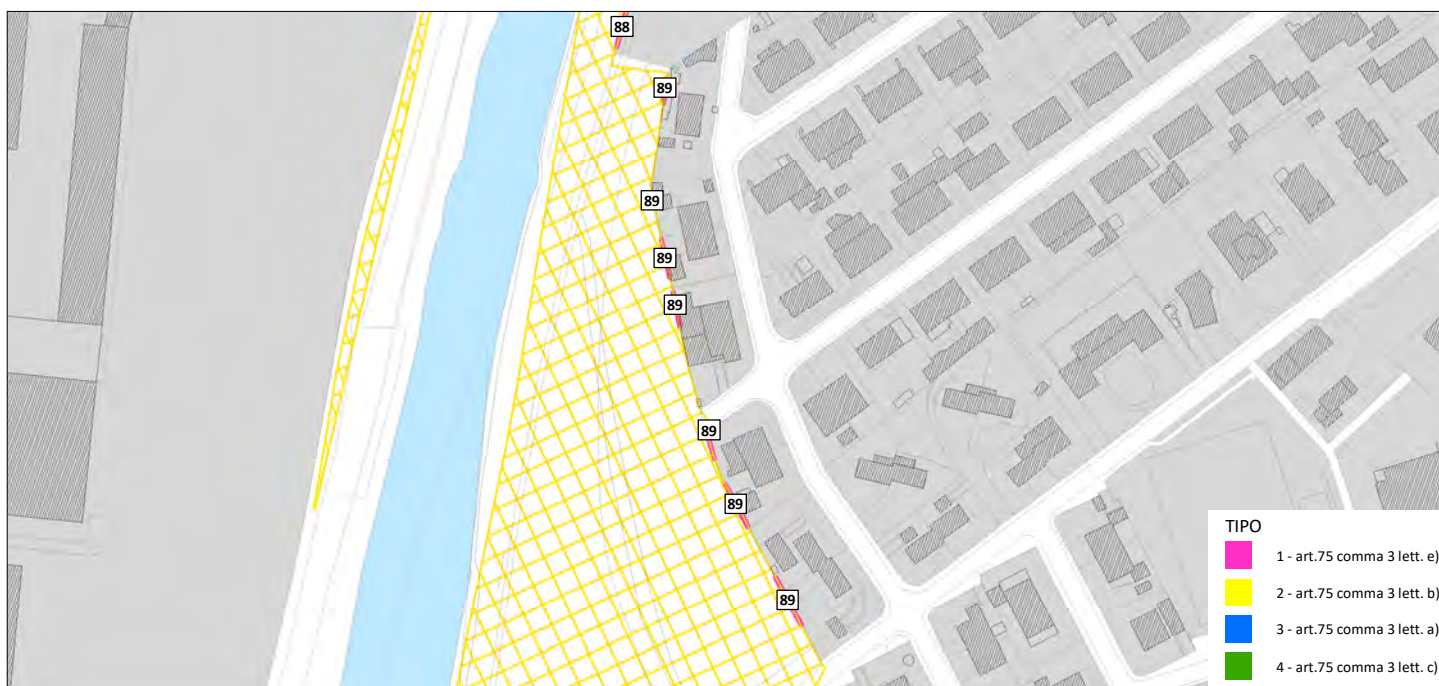 88
89
89
89
89
89
89
89
TIPO
1 - art.75 comma 3 lett. e)
2 - art.75 comma 3 lett. b)
3 - art.75 comma 3 lett. a)
4 - art.75 comma 3 lett. c)